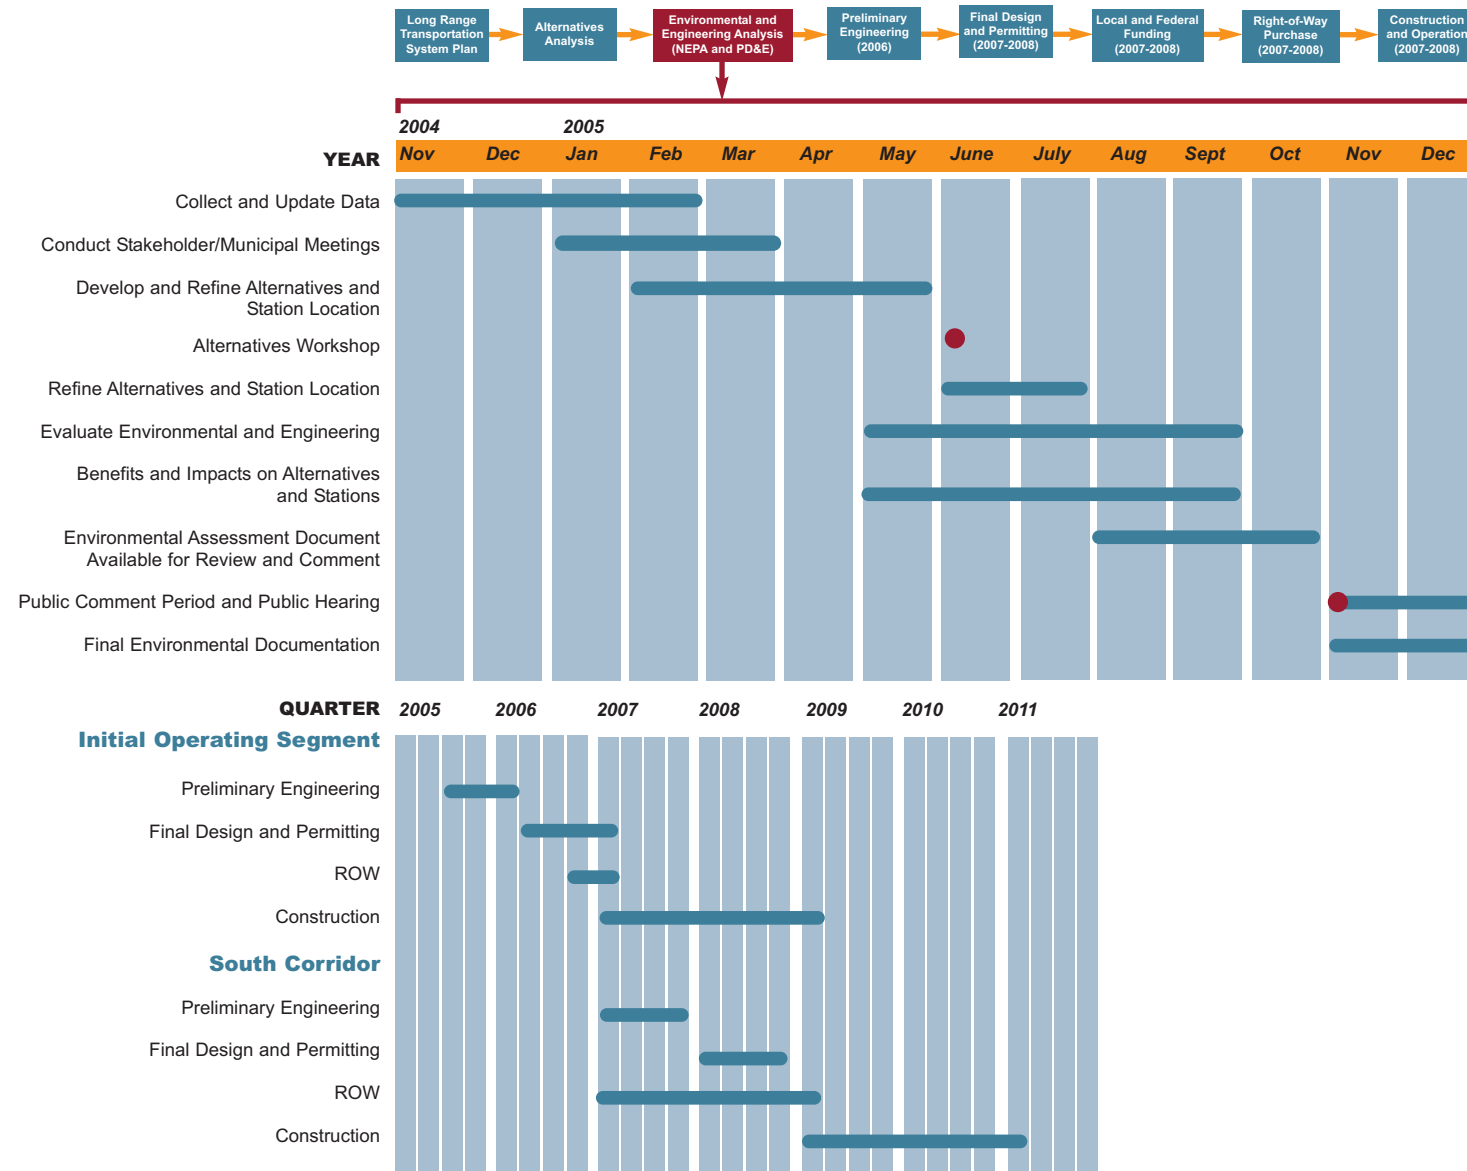 Long Range
Transportation
System Plan
Alternatives
Analysis
Environmental and
Engineering Analysis
(NEPA and PD&E)
Preliminary
Engineering
(2006)
Final Design
and Permitting
(2007-2008)
Local and Federal
Funding
(2007-2008)
Right-of-Way
Purchase
(2007-2008)
Construction
and Operation
(2007-2008)
2004 2005
YEAR Nov Dec Jan Feb Mar Apr May June July Aug Sept Oct Nov Dec
Collect and Update Data
Conduct Stakeholder/Municipal Meetings
Develop and Refine Alternatives and
Station Location
Alternatives Workshop
Refine Alternatives and Station Location
Evaluate Environmental and Engineering
Benefits and Impacts on Alternatives
and Stations
Environmental Assessment Document
Available for Review and Comment
Public Comment Period and Public Hearing
Final Environmental Documentation
QUARTER 2005 2006 2007 2008 2009 2010 2011
Initial Operating Segment
Preliminary Engineering
Final Design and Permitting
ROW
Construction
South Corridor
Preliminary Engineering
Final Design and Permitting
ROW
Construction